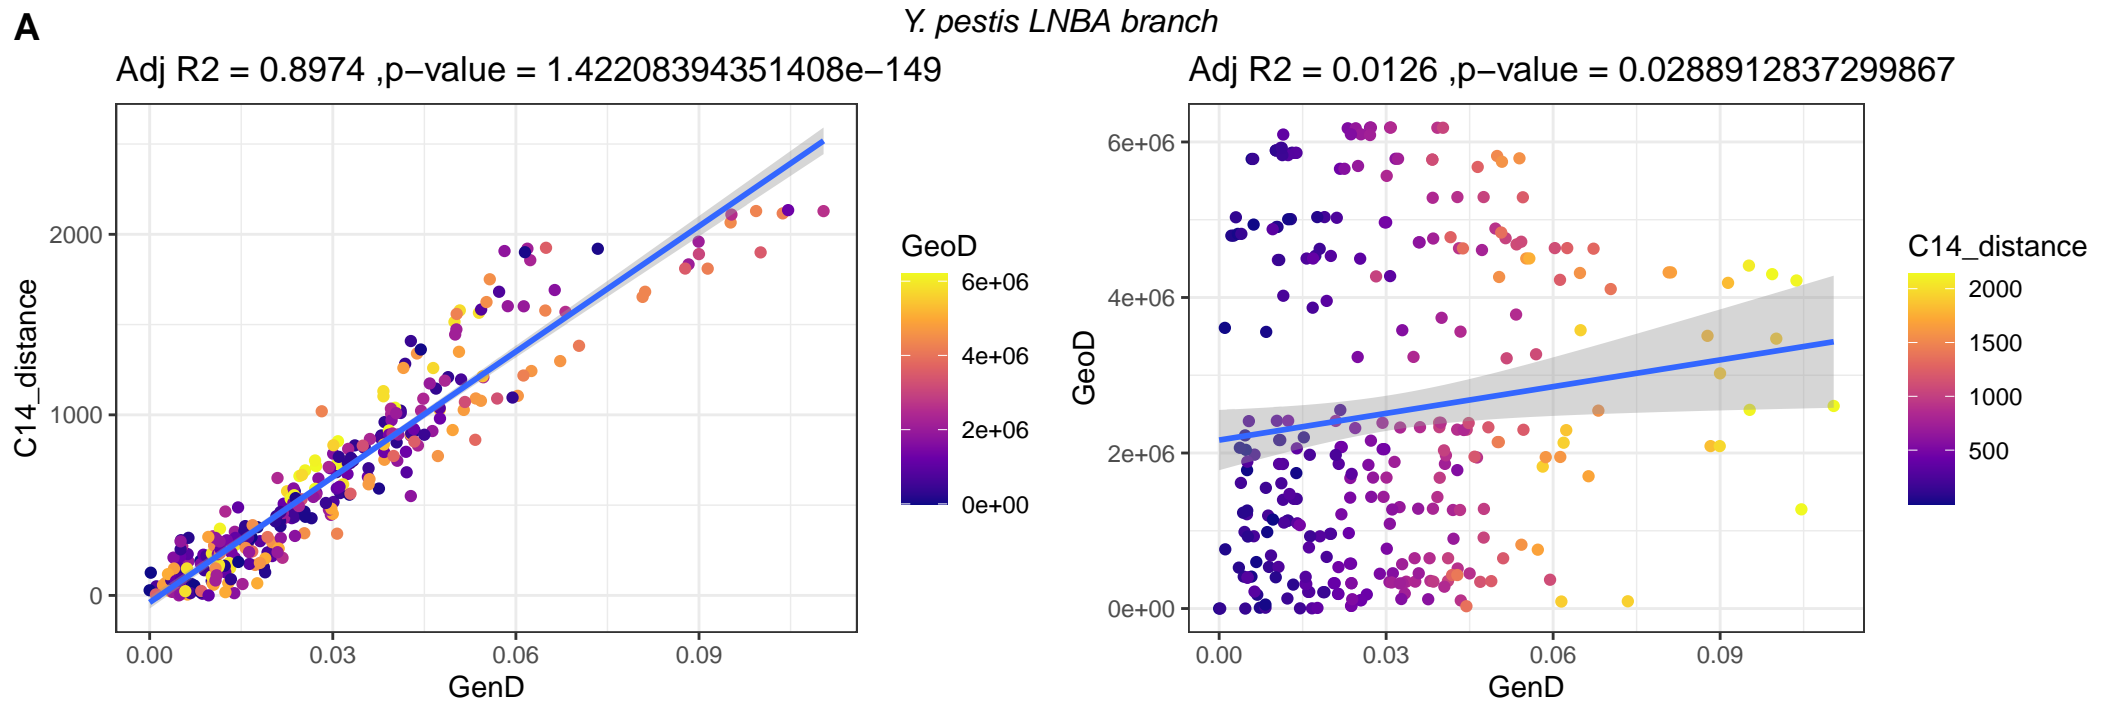 A
Y. pestis LNBA branch
Adj R2 = 0.8974 ,p−value = 1.42208394351408e−149
C14_distance
2000
1000
0
0.00 0.03 0.06 0.09
GenD
GeoD
6e+06
4e+06
2e+06
0e+00
Adj R2 = 0.0126 ,p−value = 0.0288912837299867
GeoD
6e+06
4e+06
2e+06
0e+00
0.00 0.03 0.06 0.09
GenD
C14_distance
2000
1500
1000
500